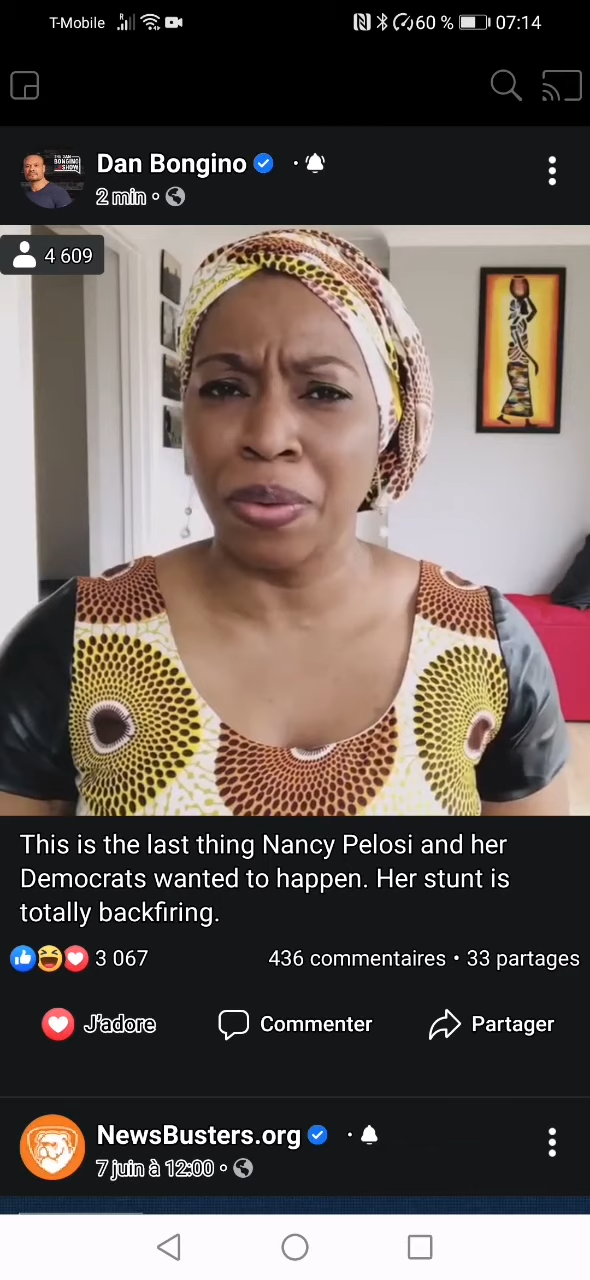 T-Mobile R 60 % 07:14
Dan Bongino
2 min
4 609
This is the last thing Nancy Pelosi and her
Democrats wanted to happen. Her stunt is
totally backfiring.
3 067 436 commentaires • 33 partages
J'adore Commenter Partager
NewsBusters.org
7 juin à 12:00